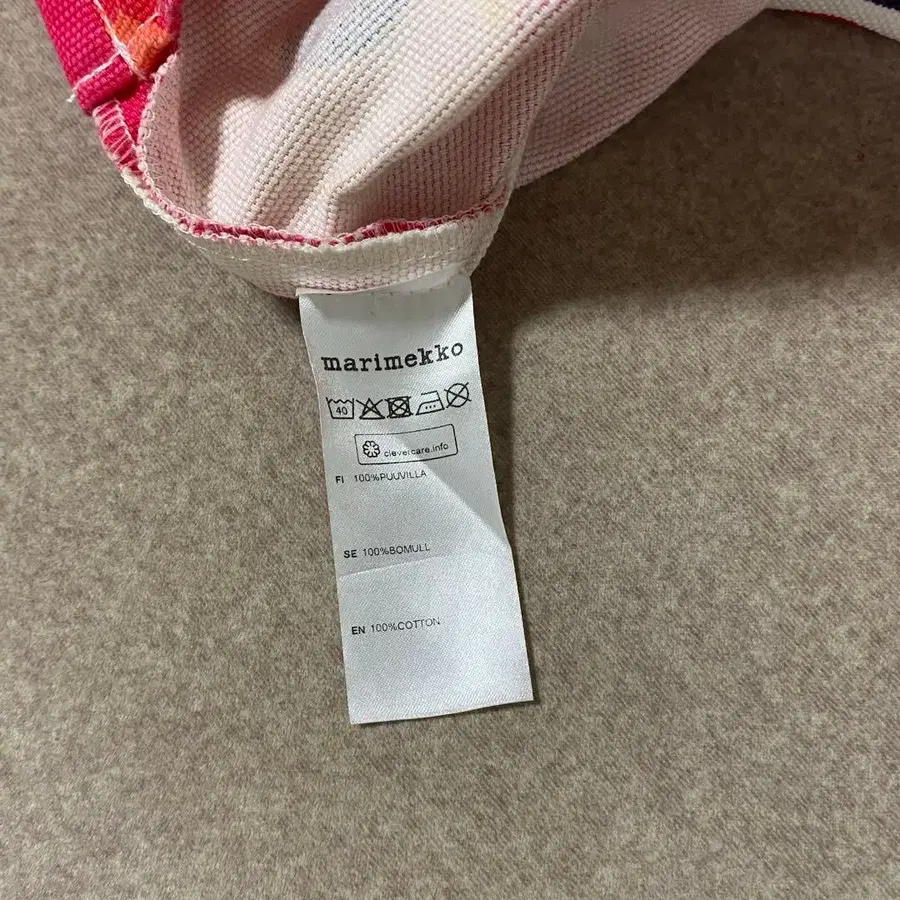 marimekko
40
clevercare.info
FI 100%PUUVILLA
SE 100%BOMULL
EN 100%COTTON